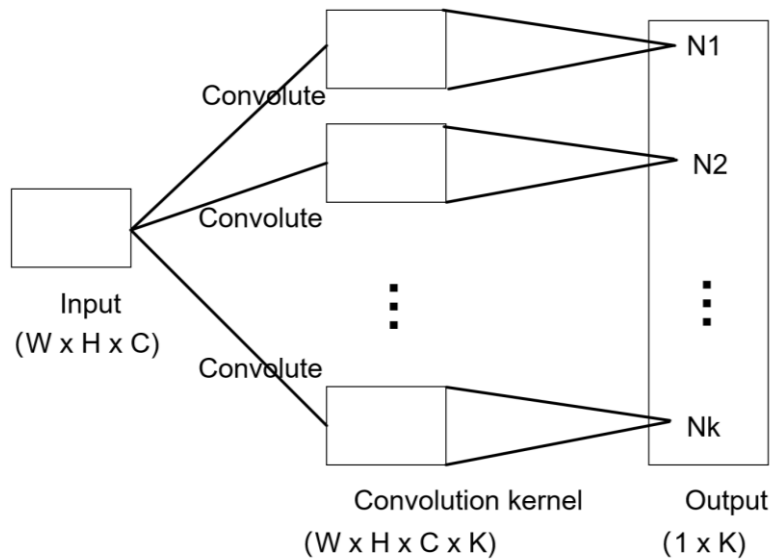 N1
Convolute
N2
Convolute
Input
(W x H x C)
Convolute
Nk
Convolution kernel
Output
(W x H x C x K)
(1 x K)